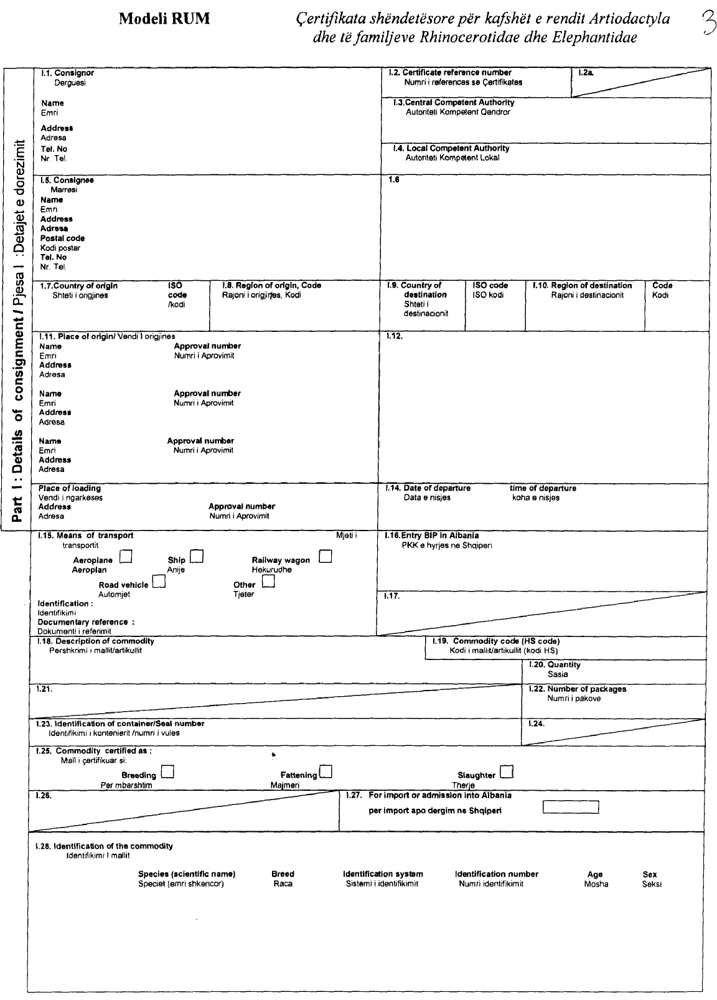 Modeli RUM
Çertifikata shëndetësore për kafshët e rendit Artiodactyla
dhe të familjeve Rhinocerotidae dhe Elephantidae
3
Part I : Details of consignment / Pjesa I :Detajet e dorezimit
I.1. Consignor
Derguesi
Name
Emri
Address
Adresa
Tel. No
Nr. Tel.
I.2. Certificate reference number
Numri i references se Çertifikates
I.2a.
I.3.Central Competent Authority
Autoriteti Kompetent Qendror
I.4. Local Competent Authority
Autoriteti Kompetent Lokal
I.5. Consignee
Marresi
Name
Emri
Address
Adresa
Postal code
Kodi postar
Tel. No
Nr. Tel.
1.6
1.7.Country of origin
Shteti i origjines
ISO
code
/kodi
I.8. Region of origin, Code
Rajoni i origjines, Kodi
I.9. Country of
destination
Shteti i
destinacionit
ISO code
ISO kodi
I.10. Region of destination
Rajoni i destinacionit
Code
Kodi
I.11. Place of origin/ Vendi I origjines
Name Approval number
Emri Numri i Aprovimit
Address
Adresa
Name Approval number
Emri Numri i Aprovimit
Address
Adresa
Name Approval number
Emri Numri i Aprovimit
Address
Adresa
I.12.
Place of loading
Vendi i ngarkeses
Address Approval number
Adresa Numri i Aprovimit
I.14. Date of departure time of departure
Data e nisjes koha e nisjes
I.15. Means of transport Mjeti i
transportit
Aeroplane Ship Railway wagon
Aeroplan Anije Hekurudhe
Road vehicle Other
Automjet Tjeter
Identification :
Identifikimi
Documentary reference :
Dokumenti i referimit
I.16.Entry BIP in Albania
PKK e hyrjes ne Shqiperi
I.17.
I.18. Description of commodity
Pershkrimi i mallit/artikullit
I.19. Commodity code (HS code)
Kodi i mallit/artikullit (kodi HS)
I.20. Quantity
Sasia
I.21.
I.22. Number of packages
Numri i pakove
I.23. Identification of container/Seal number
Identifikimi i kontenierit /numri i vules
I.24.
I.25. Commodity certified as :
Mall i çertifikuar si:
Breeding Fattening Slaughter
Per mbarshtim Majmeri Therje
I.26.
I.27. For import or admission into Albania
per import apo dergim ne Shqiperi
I.28. Identification of the commodity
Identifikimi I mallit
Species (scientific name) Breed Identification system Identification number Age Sex
Speciet (emri shkencor) Raca Sistemi i identifikimit Numri identifikimit Mosha Seksi